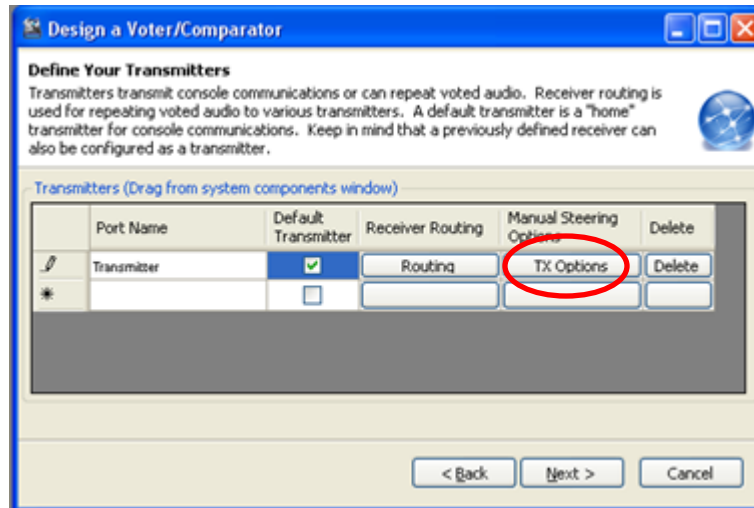 Design a Voter/Comparator
Define Your Transmitters
Transmitters transmit console communications or can repeat voted audio. Receiver routing is
used for repeating voted audio to various transmitters. A default transmitter is a "home"
transmitter for console communications. Keep in mind that a previously defined receiver can
also be configured as a transmitter.
Transmitters (Drag from system components window)
Port Name Default Transmitter Receiver Routing Manual Steering Options Delete
Transmitter Routing TX Options Delete
< Back Next > Cancel